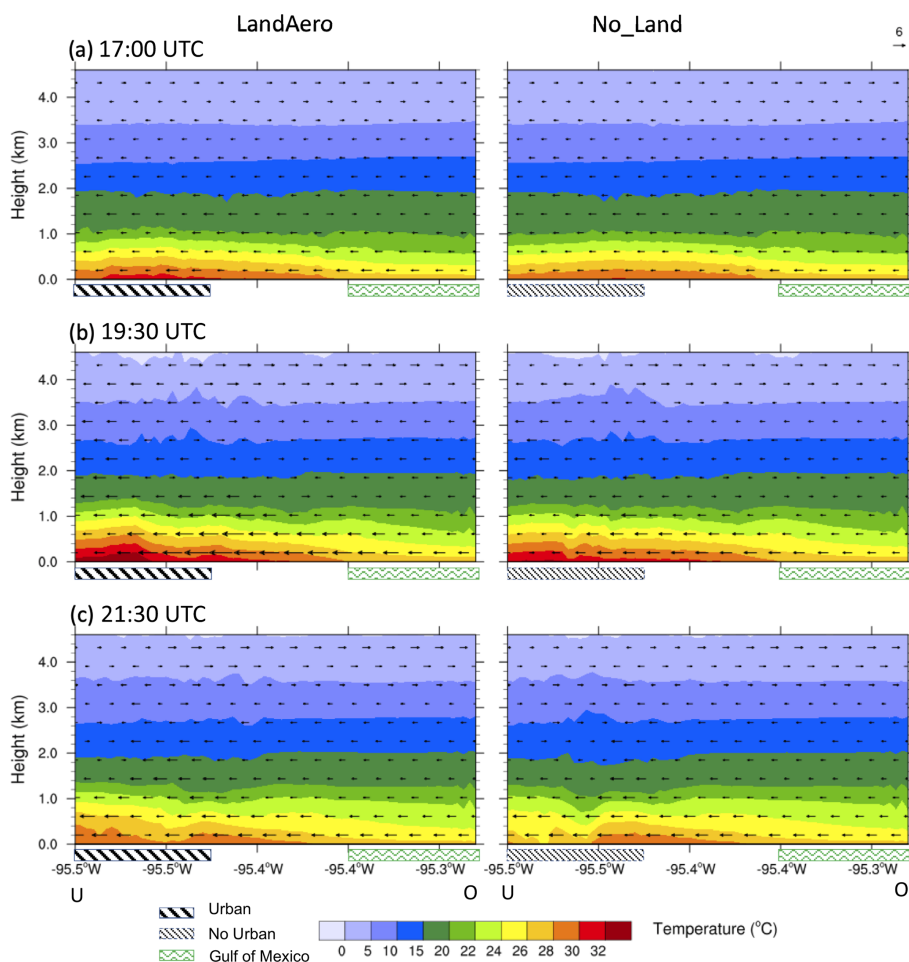 LandAero No_Land
(a) 17:00 UTC
6
Height (km)
4.0
3.0
2.0
1.0
0.0
(b) 19:30 UTC
Height (km)
4.0
3.0
2.0
1.0
0.0
(c) 21:30 UTC
Height (km)
4.0
3.0
2.0
1.0
0.0
-95.5°W -95.5°W -95.4°W -95.4°W -95.3°W -95.5°W -95.5°W -95.4°W -95.4°W -95.3°W
U O U O
Urban
No Urban
Gulf of Mexico
0 5 10 15 20 22 24 26 28 30 32
Temperature (°C)